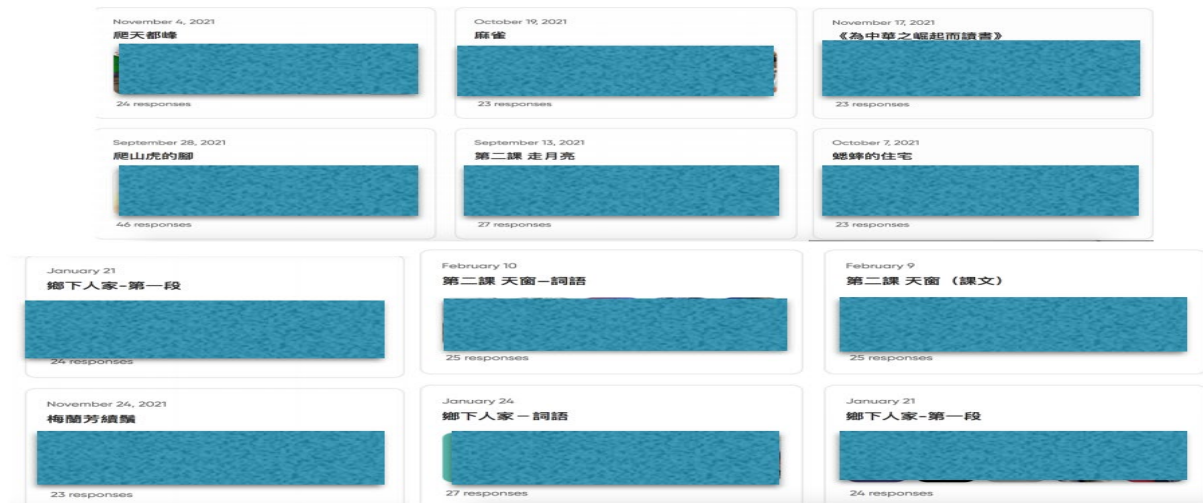 November 4, 2021
爬天都峰
24 responses
October 19, 2021
麻雀
23 responses
November 17, 2021
《為中華之崛起而讀書》
23 responses
September 28, 2021
爬山虎的腳
46 responses
September 13, 2021
第二課 走月亮
27 responses
October 7, 2021
蟋蟀的住宅
23 responses
January 21
鄉下人家-第一段
24 responses
February 10
第二課 天窗-詞語
25 responses
February 9
第二課 天窗（課文）
25 responses
November 24, 2021
梅蘭芳續鬚
23 responses
January 24
鄉下人家-詞語
27 responses
January 21
鄉下人家-第一段
24 responses